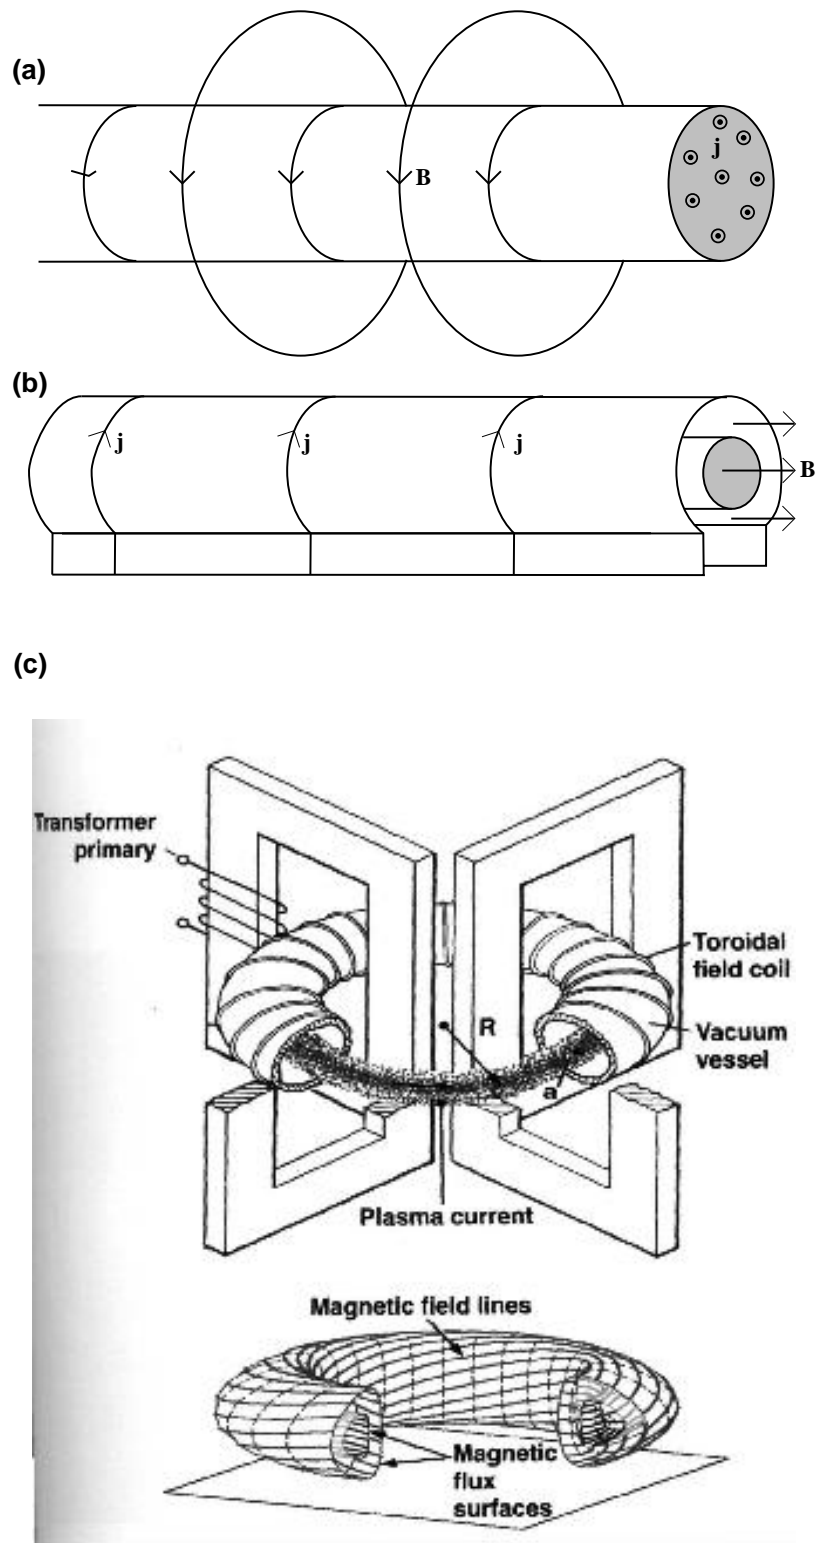 (a)
j
B
(b)
j
j
j
B
(c)
Transformer
primary
Toroidal
field coil
R
Vacuum
vessel
a
Plasma current
Magnetic field lines
Magnetic
flux
surfaces